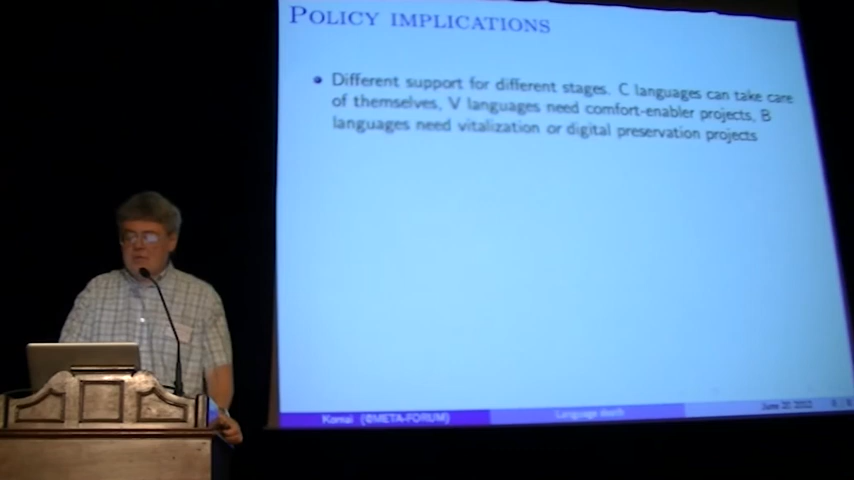 POLICY IMPLICATIONS
Different support for different stages. C languages can take care
of themselves, V languages need comfort-enabler projects, B
languages need vitalization or digital preservation projects
Kornai (@META-FORUM)
Language death
June 20 2012